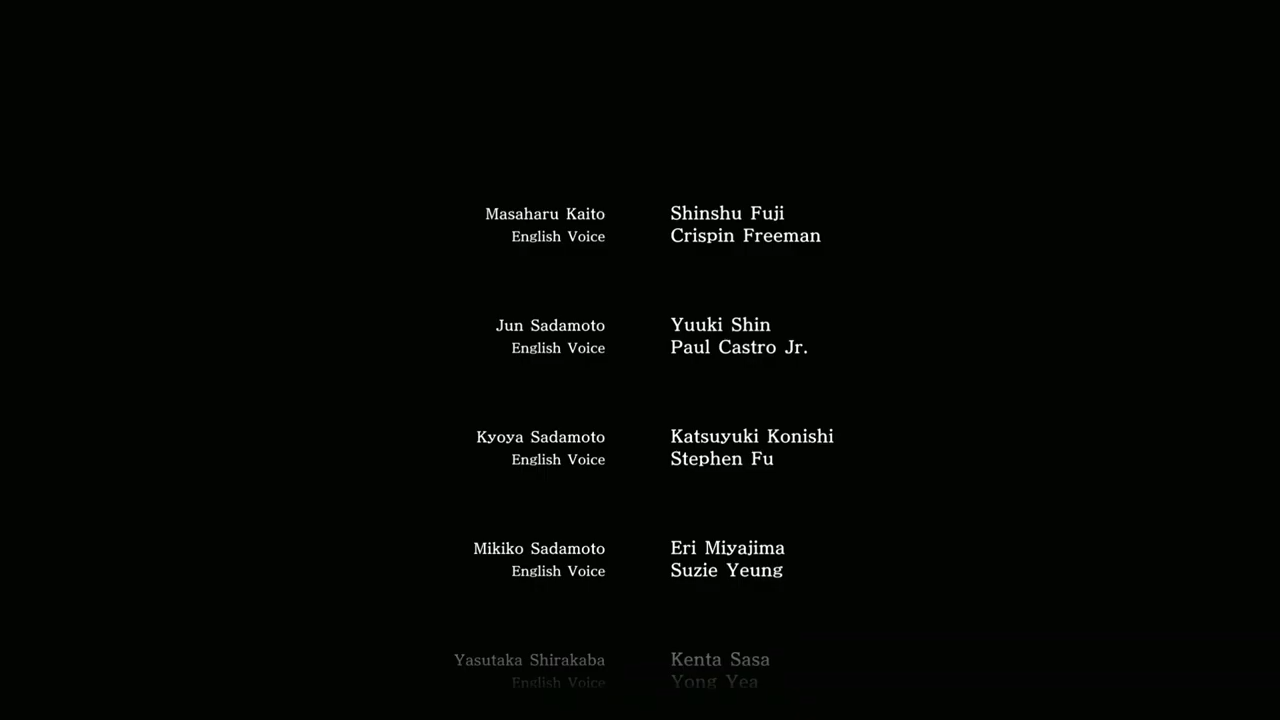 Masaharu Kaito Shinshu Fuji
English Voice Crispin Freeman
Jun Sadamoto Yuuki Shin
English Voice Paul Castro Jr.
Kyoya Sadamoto Katsuyuki Konishi
English Voice Stephen Fu
Mikiko Sadamoto Eri Miyajima
English Voice Suzie Yeung
Yasutaka Shirakaba Kenta Sasa
English Voice Yong Yea